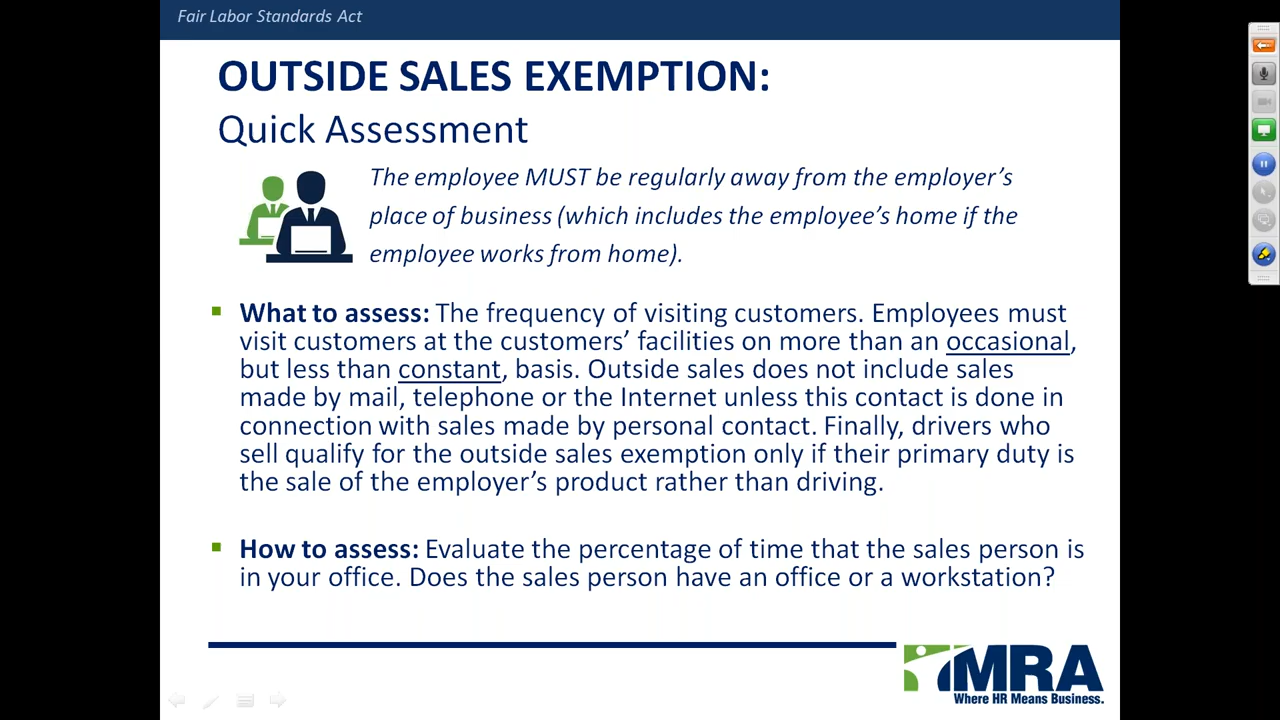 Fair Labor Standards Act
OUTSIDE SALES EXEMPTION:
Quick Assessment
The employee MUST be regularly away from the employer's
place of business (which includes the employee's home if the
employee works from home).
What to assess: The frequency of visiting customers. Employees must
visit customers at the customers' facilities on more than an occasional,
but less than constant, basis. Outside sales does not include sales
made by mail, telephone or the Internet unless this contact is done in
connection with sales made by personal contact. Finally, drivers who
sell qualify for the outside sales exemption only if their primary duty is
the sale of the employer's product rather than driving.
How to assess: Evaluate the percentage of time that the sales person is
in your office. Does the sales person have an office or a workstation?
MRA
Where HR Means Business.